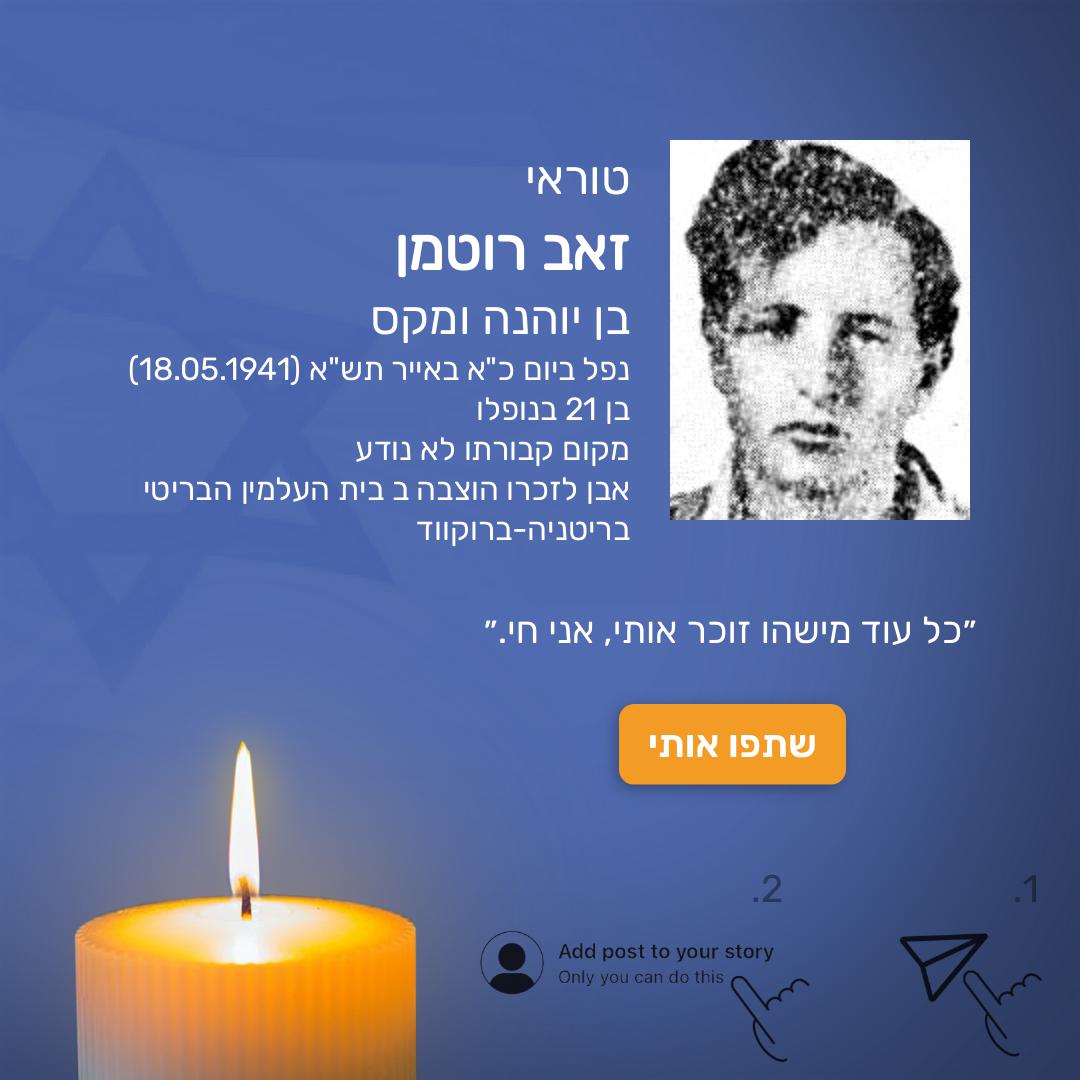 טוראי
זאב רוטמן
בן יוהנה ומקס
נפל ביום כ"א באייר תש"א (18.05.1941)
בן 21 בנופלו
מקום קבורתו לא נודע
אבן לזכרו הוצבה ב בית העלמין הבריטי
בריטניה-ברוקווד
״כל עוד מישהו זוכר אותי, אני חי.״
שתפו אותי
.1
.2
Add post to your story
Only you can do this